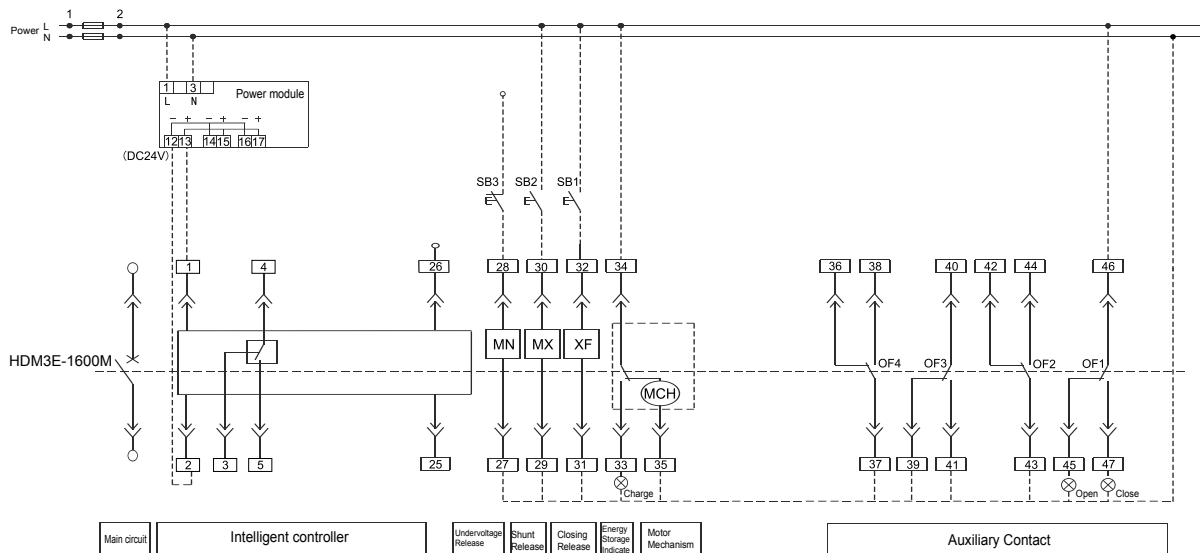 1 2
Power L
N
1 3
L N
Power module
- + - + - +
12 13 14 15 16 17
(DC24V)
SB3 SB2 SB1
1 4 26 28 30 32 34 36 38 40 42 44 46
MN MX XF
HDM3E-1600M
OF4 OF3 OF2 OF1
MCH
2 3 5 25 27 29 31 33 35 37 39 41 43 45 47
Charge Open Close
Main circuit
Intelligent controller
Undervoltage
Release
Shunt
Release
Closing
Release
Energy
Storage
Indicate
Motor
Mechanism
Auxiliary Contact